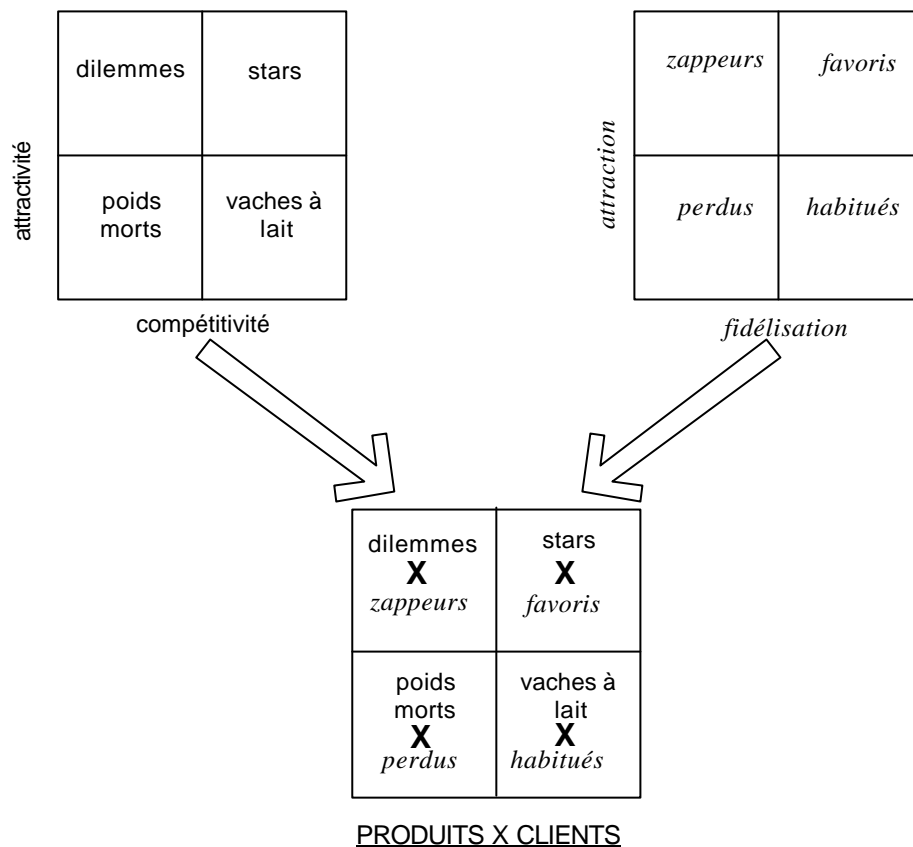 dilemmes
stars
attractivité
poids
morts
vaches à
lait
compétitivité
zappeurs
favoris
attraction
perdus
habitués
fidélisation
dilemmes
X
zappeurs
stars
X
favoris
poids
morts
X
perdus
vaches à
lait
X
habitués
PRODUITS X CLIENTS